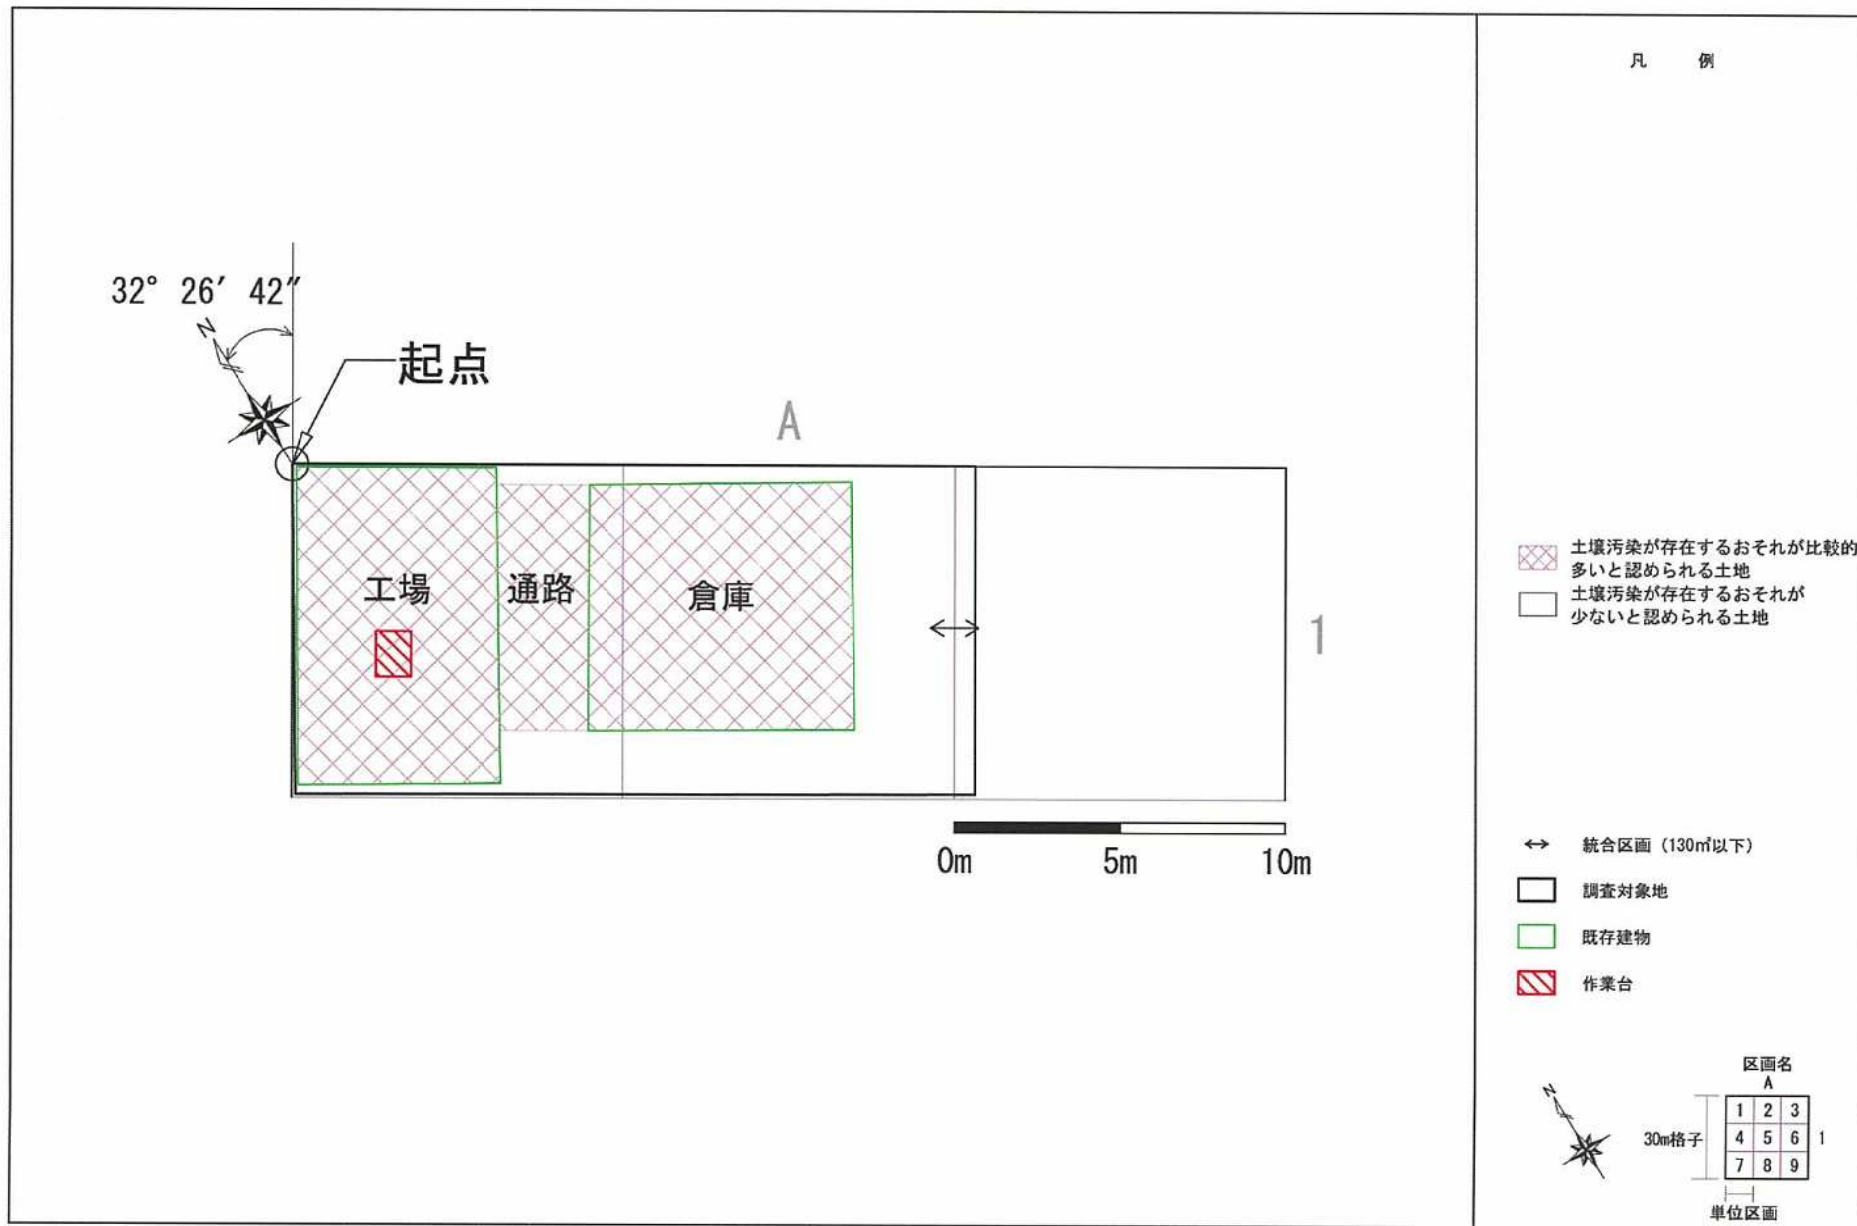 凡 例
32° 26′ 42″
N
起点
A
工場
通路
倉庫
1
0m
5m
10m
土壌汚染が存在するおそれが比較的
多いと認められる土地
土壌汚染が存在するおそれが
少ないと認められる土地
統合区画（130㎡以下）
調査対象地
既存建物
作業台
N
区画名
A
30m格子
1 2 3
4 5 6
7 8 9
1
単位区画